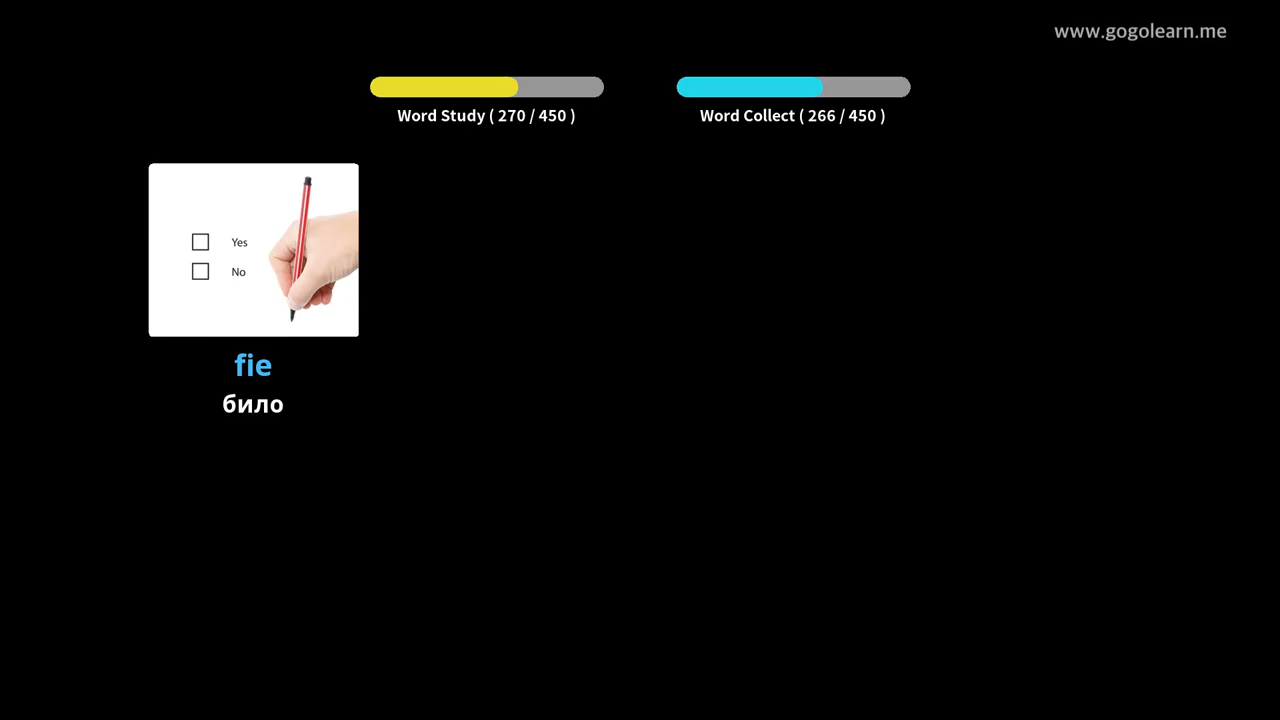 www.gogolearn.me
Word Study ( 270 / 450 )
Word Collect ( 266 / 450 )
Yes
No
fie
било